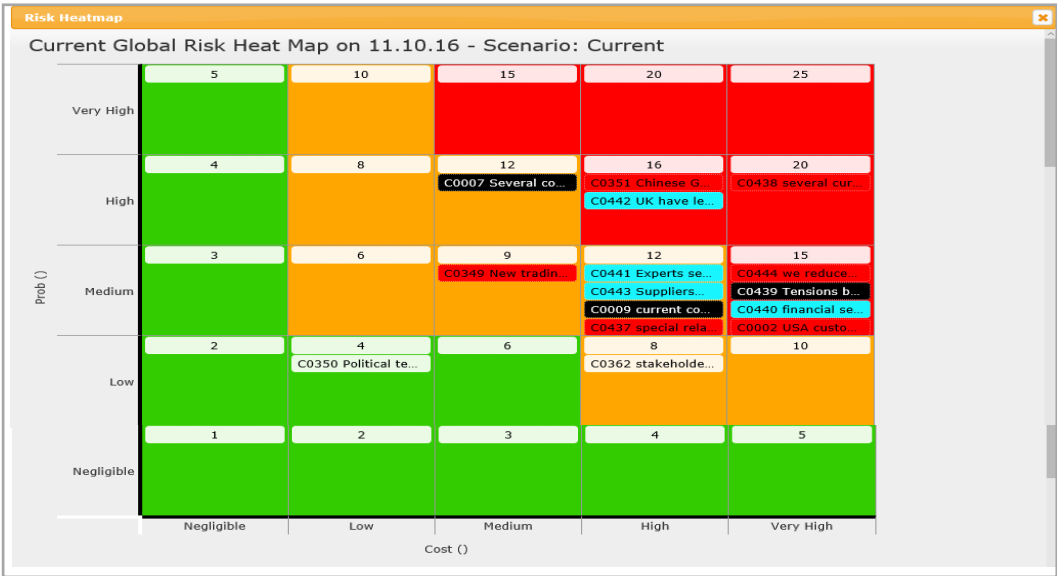 Risk Heatmap
Current Global Risk Heat Map on 11.10.16 - Scenario: Current
Very High
5
10
15
20
25
High
4
8
12
C0007 Several co...
16
C0351 Chinese G...
C0442 UK have le...
20
C0438 several cur...
Prob ()
Medium
3
6
9
C0349 New tradin...
12
C0441 Experts se...
C0443 Suppliers...
C0009 current co...
C0437 special rela...
15
C0444 we reduce...
C0439 Tensions b...
C0440 financial se...
C0002 USA custo...
Low
2
4
C0350 Political te...
6
8
C0362 stakeholde...
10
Negligible
1
2
3
4
5
Negligible
Low
Medium
High
Very High
Cost ()